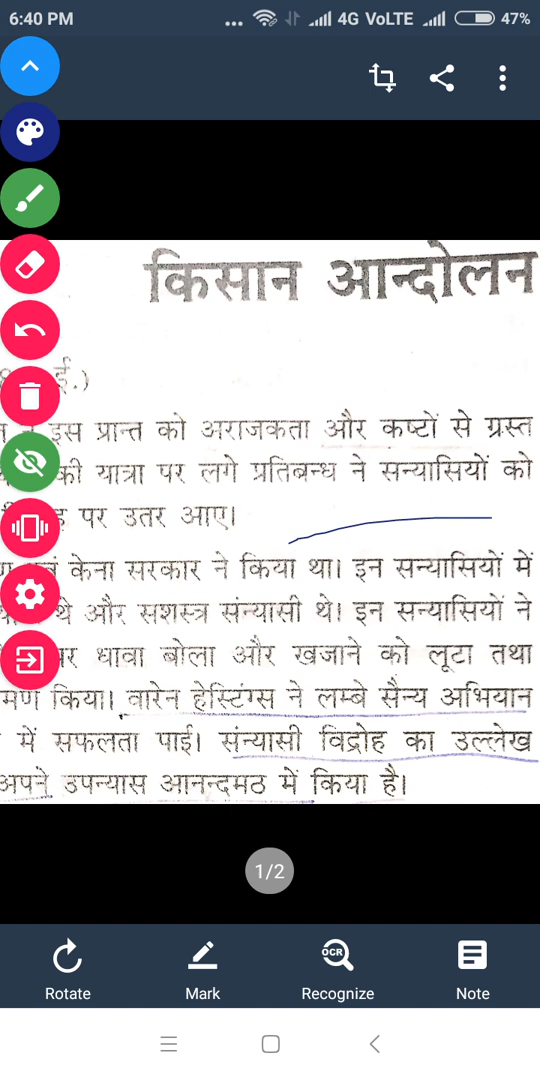 6:40 PM ... 4G VoLTE 47%
किसान आन्दोलन
ई.)
इस प्रान्त को अराजकता और कष्टों से ग्रस्त
की यात्रा पर लगे प्रतिबन्ध ने सन्यासियों को
पर उतर आए।
केना सरकार ने किया था। इन सन्यासियों में
थे और सशस्त्र संन्यासी थे। इन सन्यासियों ने
धावा बोला और खजाने को लूटा तथा
किया। वारेन हेस्टिंग्स ने लम्बे सैन्य अभियान
में सफलता पाई। संन्यासी विद्रोह का उल्लेख
अपने उपन्यास आनन्दमठ में किया है।
1/2
OCR
Rotate Mark Recognize Note